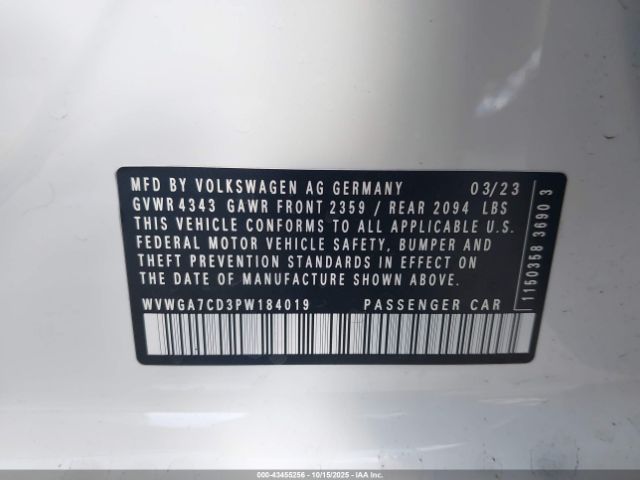 MFD BY VOLKSWAGEN AG GERMANY 03/23
GVWR 4343 GAWR FRONT 2359 / REAR 2094 LBS
THIS VEHICLE CONFORMS TO ALL APPLICABLE U.S.
FEDERAL MOTOR VEHICLE SAFETY, BUMPER AND
THEFT PREVENTION STANDARDS IN EFFECT ON
THE DATE OF MANUFACTURE SHOWN ABOVE.
WVWGA7CD3PW184019 PASSENGER CAR
1150358 3690 3
000-43455256 - 10/15/2025 - IAA Inc.